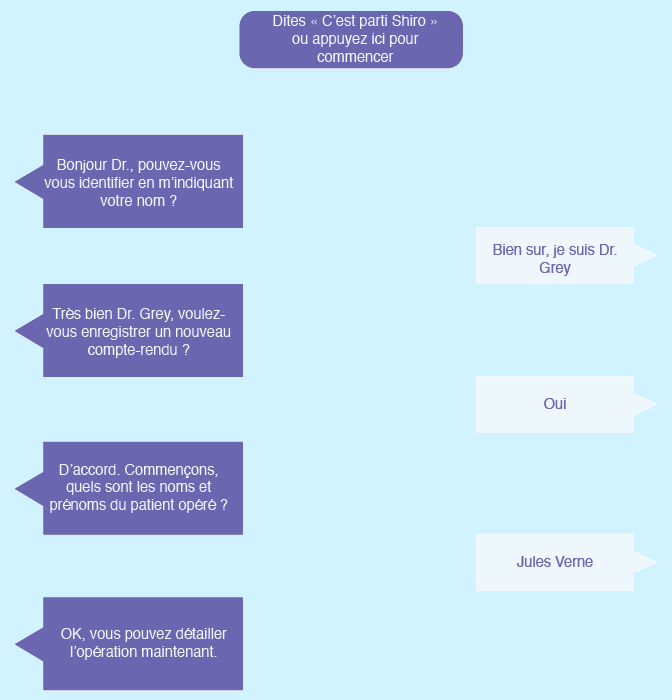 Dites « C'est parti Shiro »
ou appuyez ici pour
commencer
Bonjour Dr., pouvez-vous
vous identifier en m'indiquant
votre nom ?
Bien sur, je suis Dr.
Grey
Très bien Dr. Grey, voulez-
vous enregistrer un nouveau
compte-rendu ?
Oui
D'accord. Commençons,
quels sont les noms et
prénoms du patient opéré ?
Jules Verne
OK, vous pouvez détailler
l'opération maintenant.